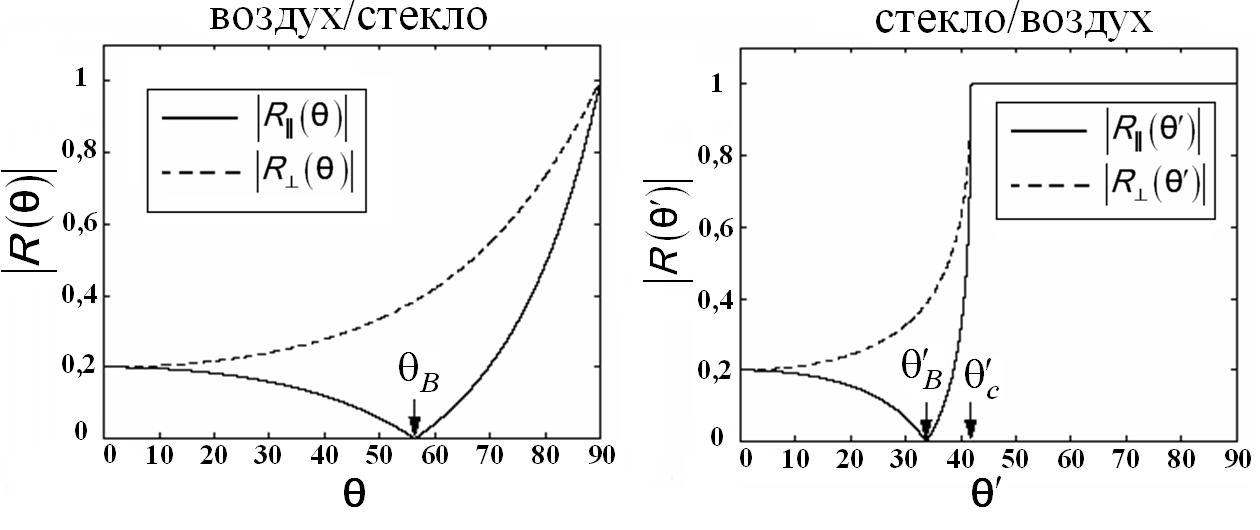 воздух/стекло
|R(θ)|
1
0,8
0,6
0,4
0,2
0
|R∥(θ)|
|R⊥(θ)|
θB
0 10 20 30 40 50 60 70 80 90
θ
стекло/воздух
|R(θ′)|
1
0,8
0,6
0,4
0,2
0
|R∥(θ′)|
|R⊥(θ′)|
θ′B
θ′c
0 10 20 30 40 50 60 70 80 90
θ′